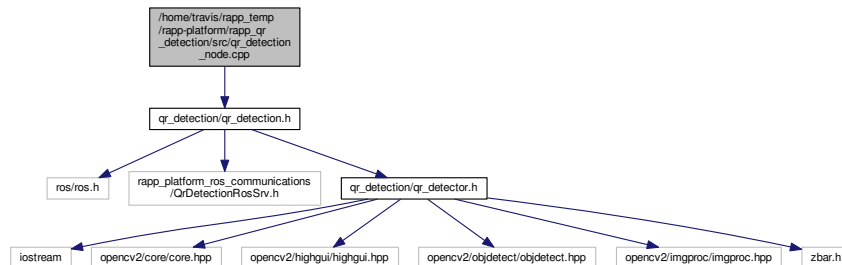 /home/travis/rapp_temp
/rapp-platform/rapp_qr
_detection/src/qr_detection
_node.cpp
qr_detection/qr_detection.h
ros/ros.h
rapp_platform_ros_communications
/QrDetectionRosSrv.h
qr_detection/qr_detector.h
iostream
opencv2/core/core.hpp
opencv2/highgui/highgui.hpp
opencv2/objdetect/objdetect.hpp
opencv2/imgproc/imgproc.hpp
zbar.h